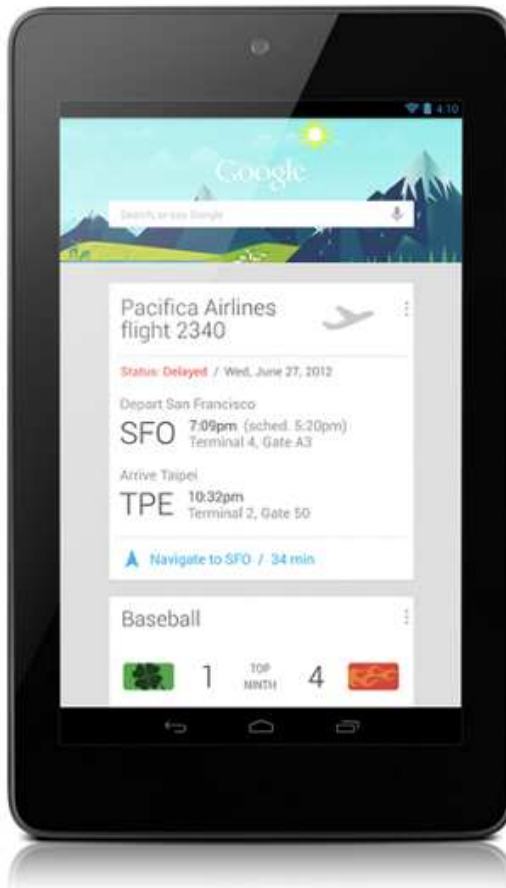 4:10
Google
Search, or say Google
Pacifica Airlines
flight 2340
Status: Delayed / Wed, June 27, 2012
Depart San Francisco
SFO 7:09pm (sched. 5:20pm)
Terminal 4, Gate A3
Arrive Taipei
TPE 10:32pm
Terminal 2, Gate 50
Navigate to SFO / 34 min
Baseball
1 TOP NINTH 4